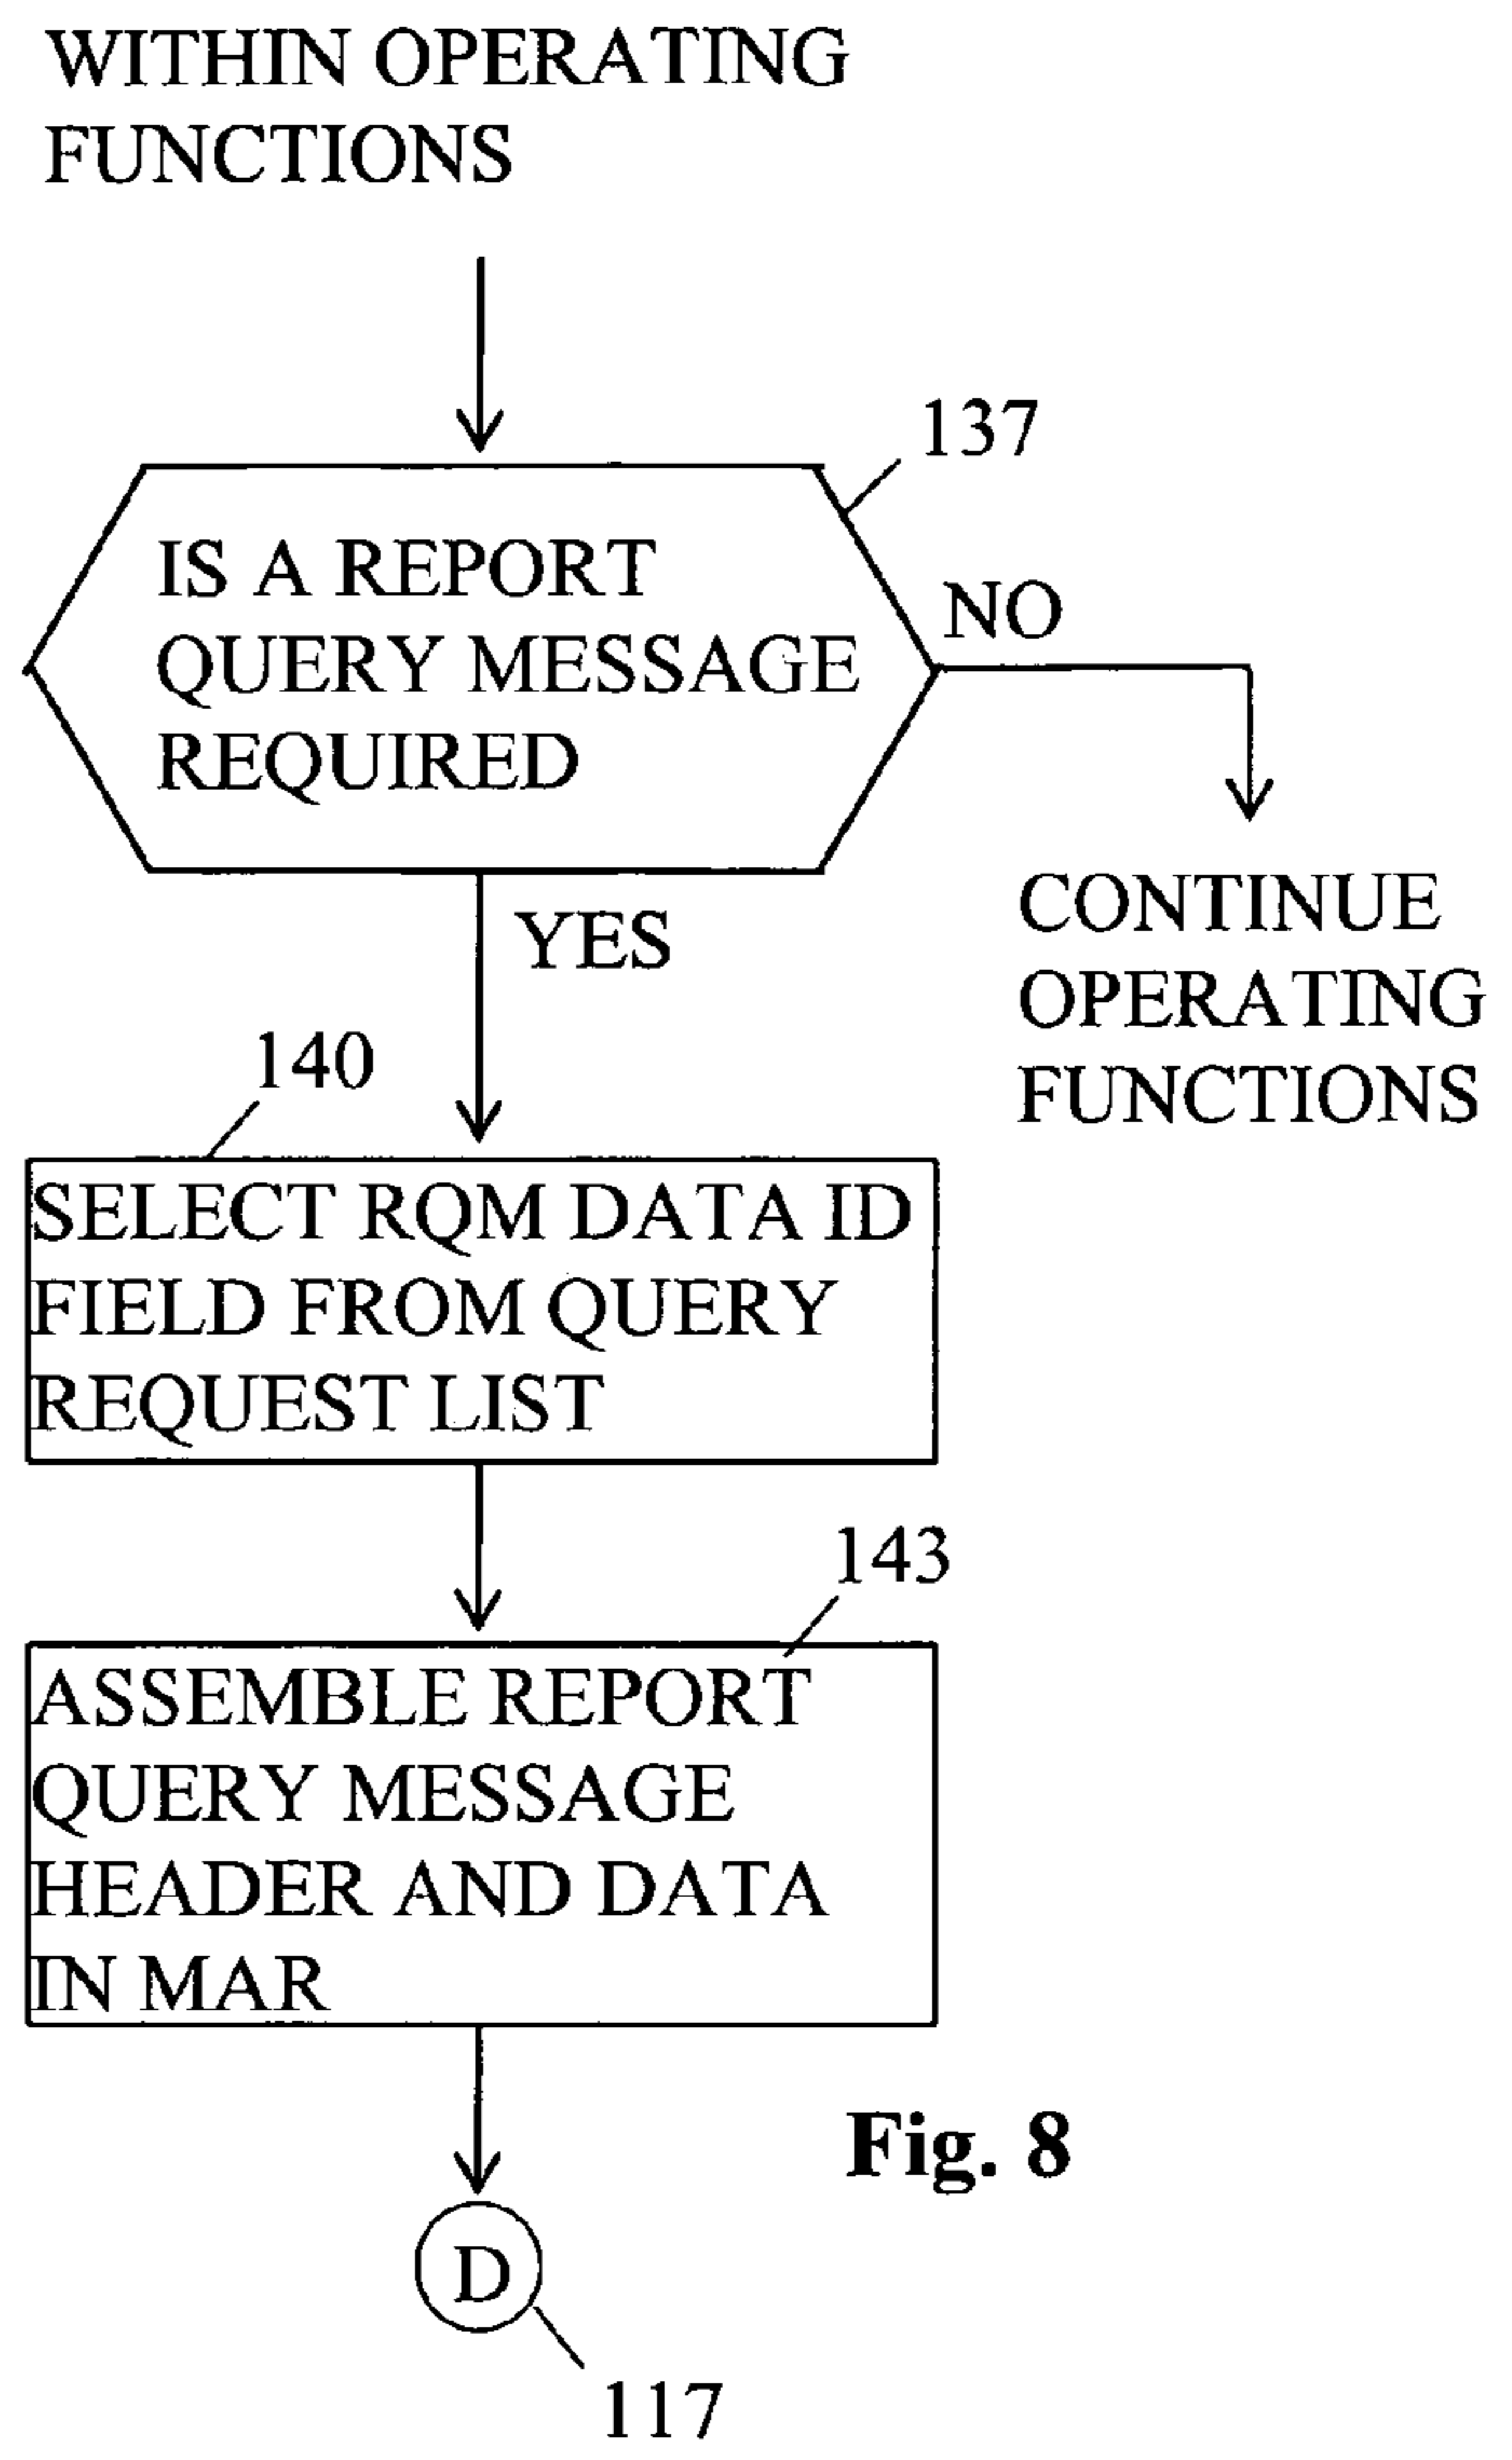 WITHIN OPERATING
FUNCTIONS
137
IS A REPORT
QUERY MESSAGE
REQUIRED
NO
YES
CONTINUE
OPERATING
FUNCTIONS
140
SELECT RQM DATA ID
FIELD FROM QUERY
REQUEST LIST
143
ASSEMBLE REPORT
QUERY MESSAGE
HEADER AND DATA
IN MAR
Fig. 8
D
117